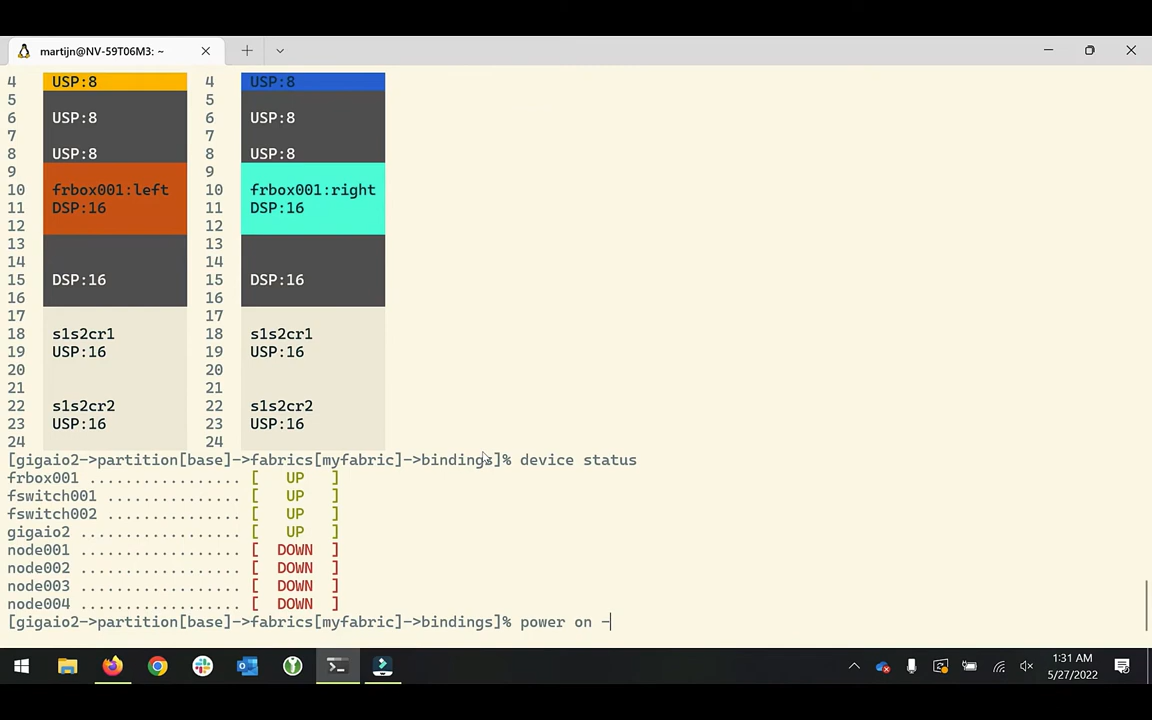 martijn@NV-59T06M3: ~
4 USP:8 4 USP:8
5 5
6 USP:8 6 USP:8
7 7
8 USP:8 8 USP:8
9 9
10 frbox001:left 10 frbox001:right
11 DSP:16 11 DSP:16
12 12
13 13
14 14
15 DSP:16 15 DSP:16
16 16
17 17
18 s1s2cr1 18 s1s2cr1
19 USP:16 19 USP:16
20 20
21 21
22 s1s2cr2 22 s1s2cr2
23 USP:16 23 USP:16
24 24
[gigaio2->partition[base]->fabrics[myfabric]->bindings]% device status
frbox001 ................. [ UP ]
fswitch001 ............... [ UP ]
fswitch002 ............... [ UP ]
gigaio2 .................. [ UP ]
node001 .................. [ DOWN ]
node002 .................. [ DOWN ]
node003 .................. [ DOWN ]
node004 .................. [ DOWN ]
[gigaio2->partition[base]->fabrics[myfabric]->bindings]% power on -
1:31 AM
5/27/2022